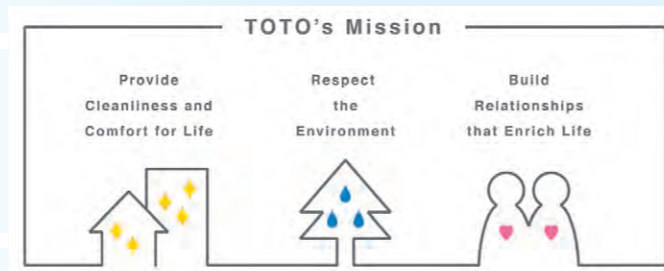 TOTO's Mission
Provide
Cleanliness and
Comfort for Life
Respect
the
Environment
Build
Relationships
that Enrich Life